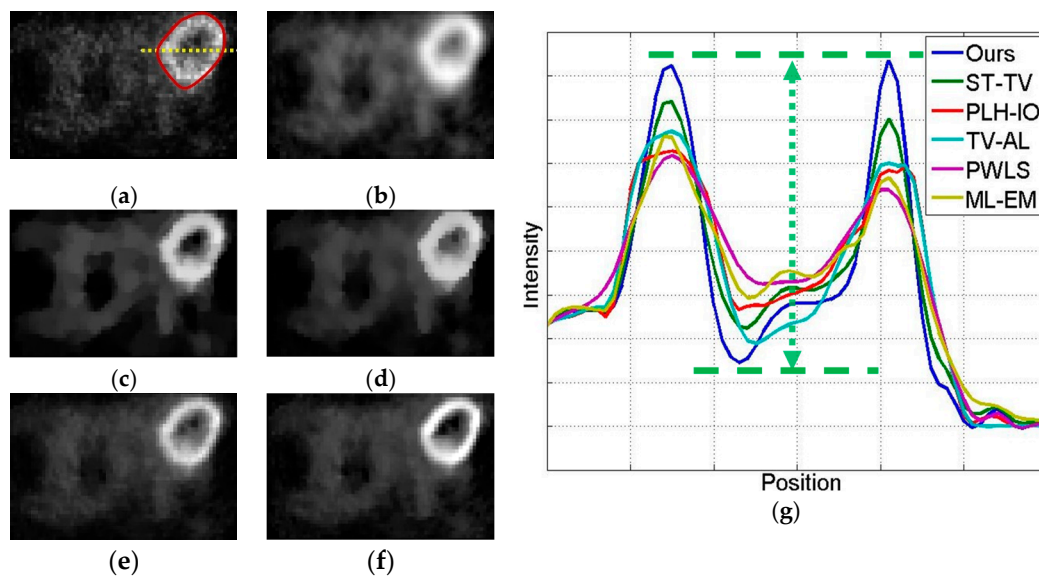 (a)
(b)
(c)
(d)
(e)
(f)
Intensity
Ours
ST-TV
PLH-IO
TV-AL
PWLS
ML-EM
Position
(g)